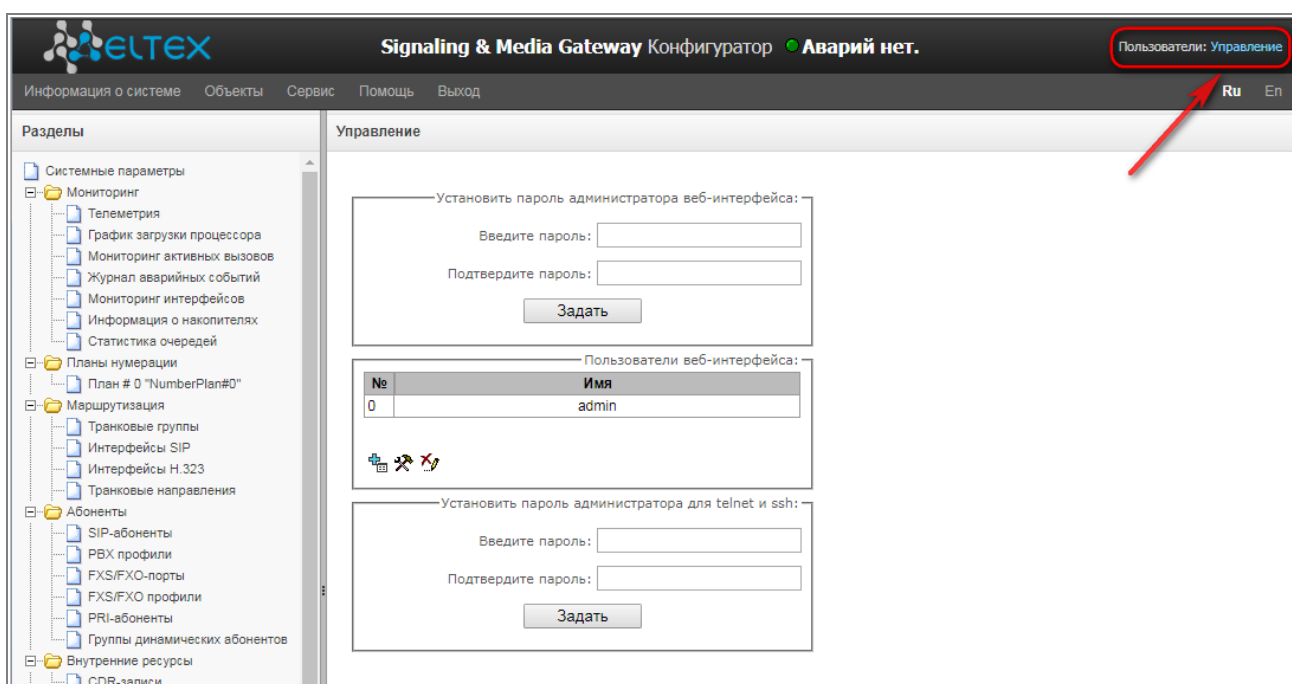 ELTEX
Signaling & Media Gateway Конфигуратор Аварий нет.
Пользователи: Управление
Информация о системе Объекты Сервис Помощь Выход
Ru En
Разделы
Системные параметры
Мониторинг
Телеметрия
График загрузки процессора
Мониторинг активных вызовов
Журнал аварийных событий
Мониторинг интерфейсов
Информация о накопителях
Статистика очередей
Планы нумерации
План # 0 "NumberPlan#0"
Маршрутизация
Транковые группы
Интерфейсы SIP
Интерфейсы H.323
Транковые направления
Абоненты
SIP-абоненты
PBX профили
FXS/FXO-порты
FXS/FXO профили
PRI-абоненты
Группы динамических абонентов
Внутренние ресурсы
CDR-записи
Управление
Установить пароль администратора веб-интерфейса:
Введите пароль:
Подтвердите пароль:
Задать
Пользователи веб-интерфейса:
№ Имя
0 admin
Установить пароль администратора для telnet и ssh:
Введите пароль:
Подтвердите пароль:
Задать